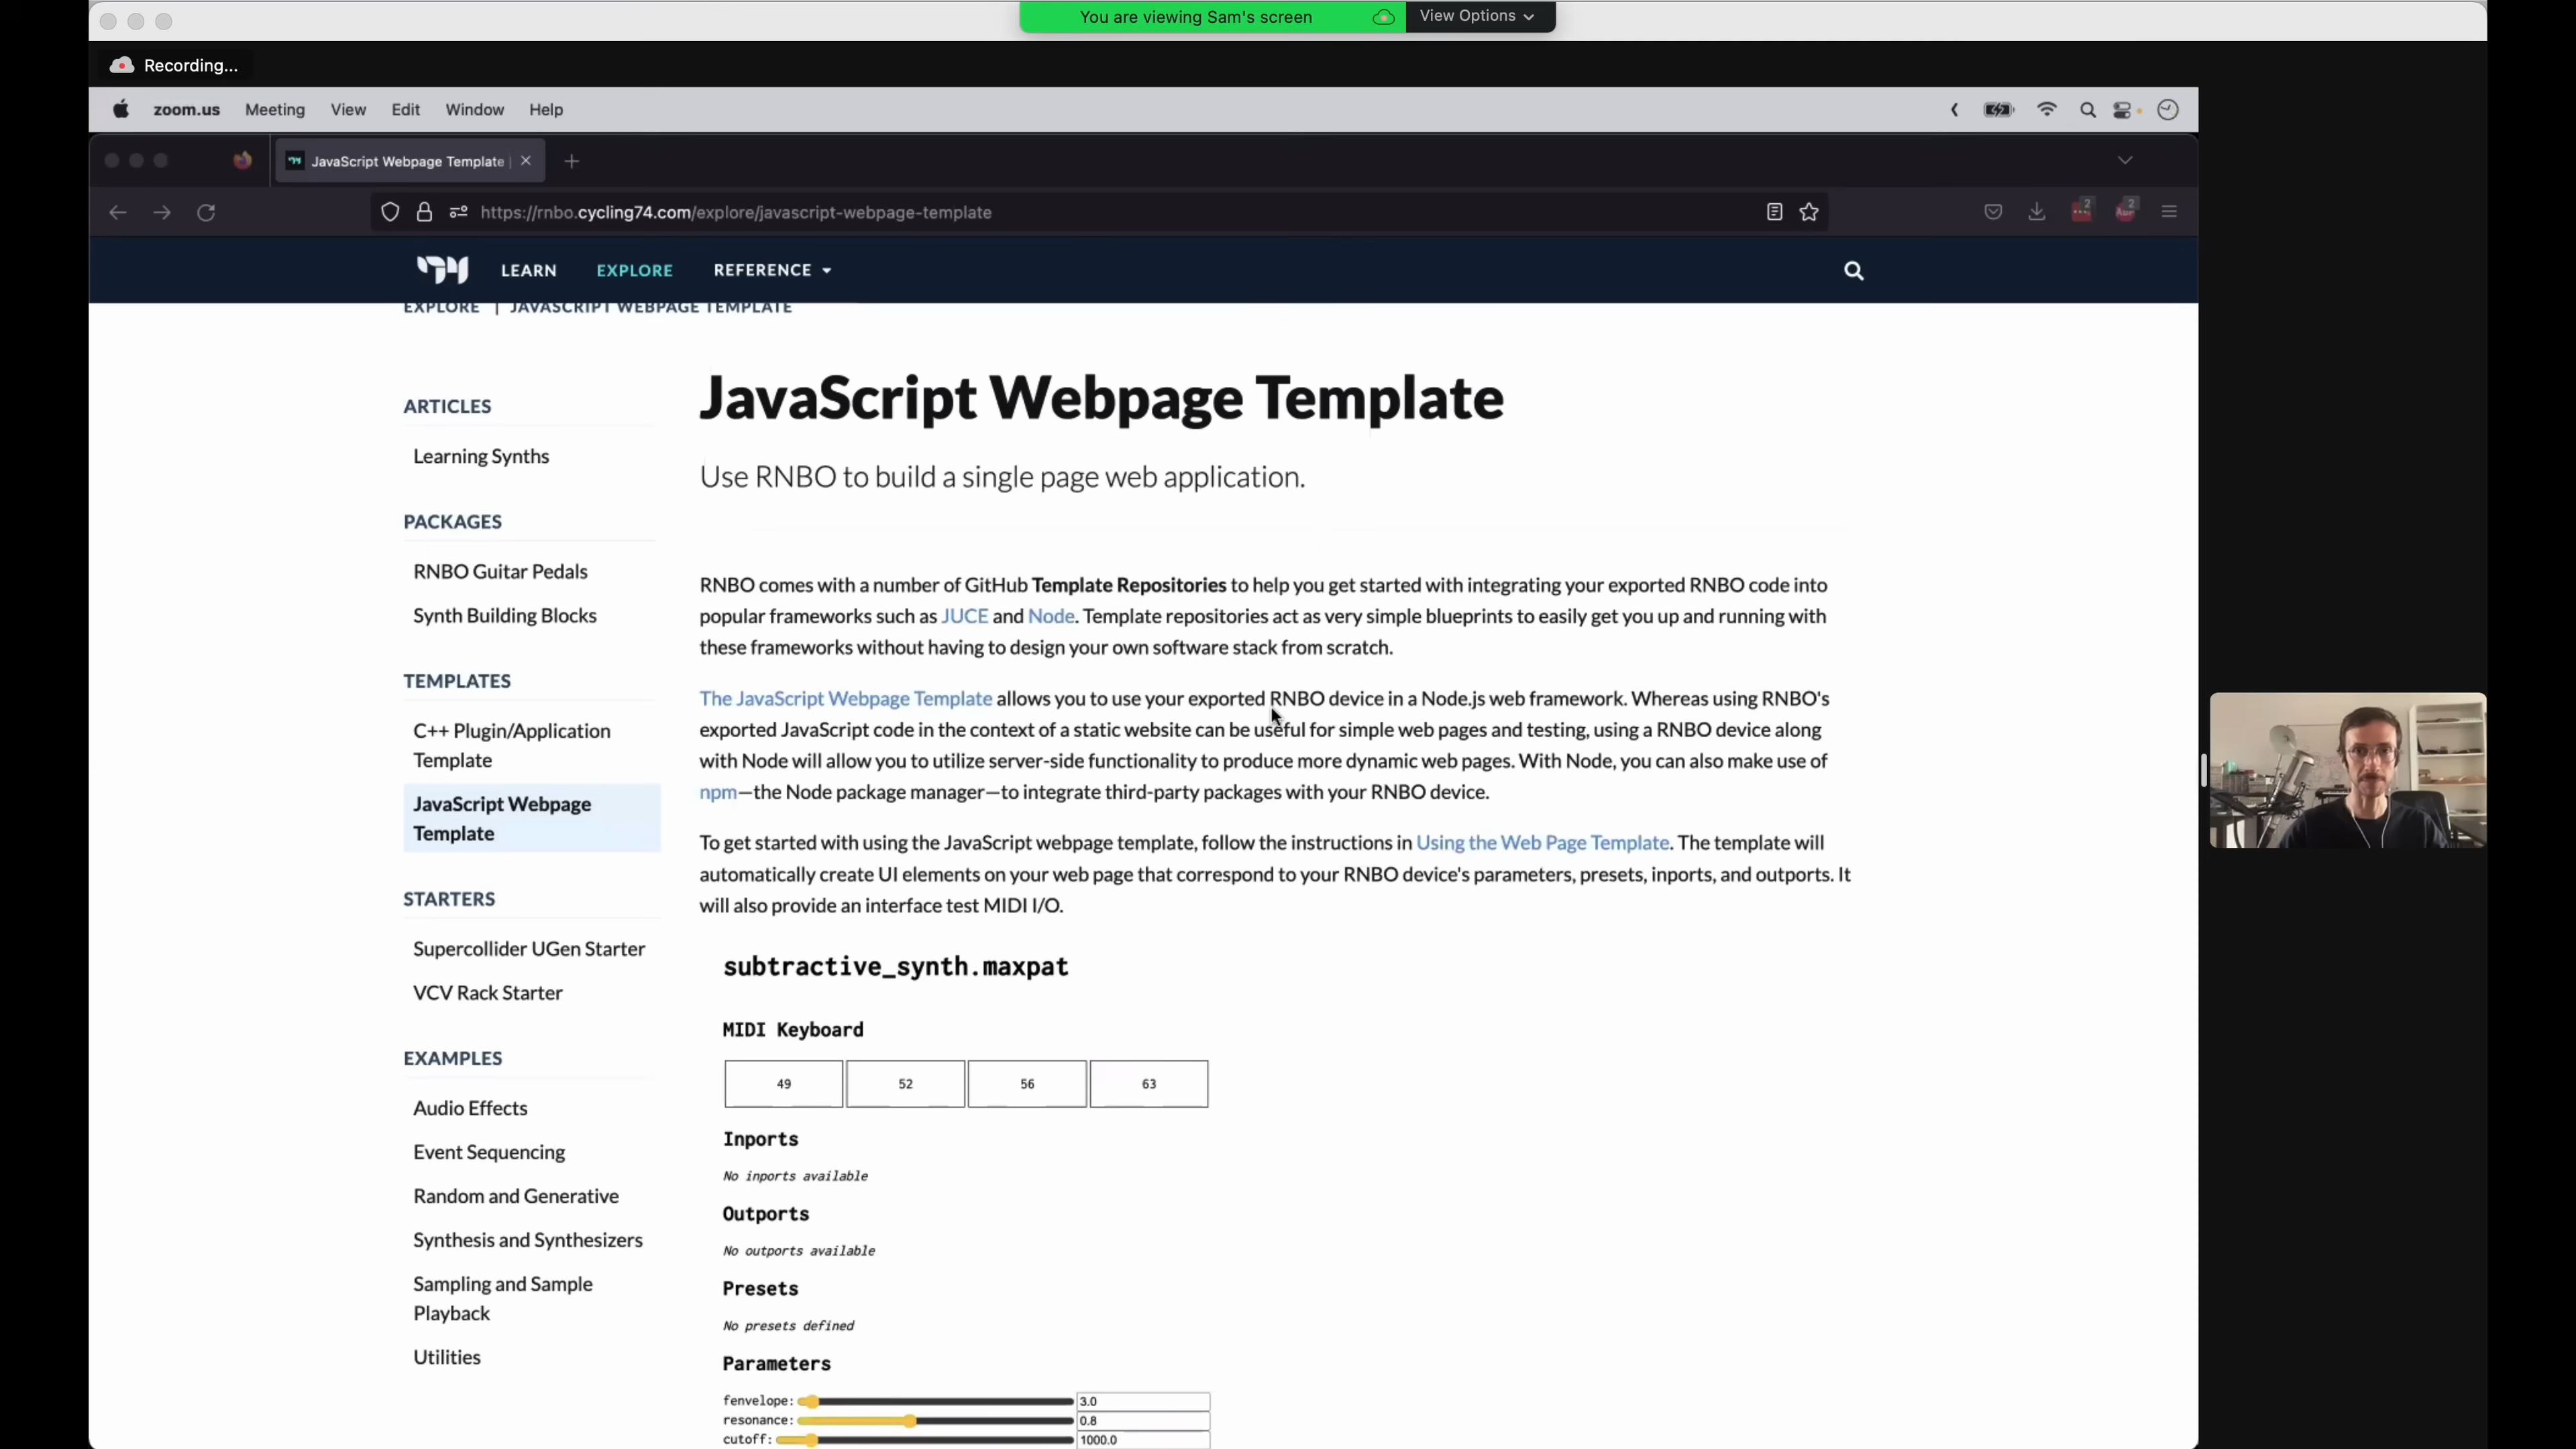 You are viewing Sam's screen
View Options
Recording...
zoom.us Meeting View Edit Window Help
JavaScript Webpage Template |
https://rnbo.cycling74.com/explore/javascript-webpage-template
2
2
LEARN EXPLORE REFERENCE
EXPLORE | JAVASCRIPT WEBPAGE TEMPLATE
ARTICLES
Learning Synths
PACKAGES
RNBO Guitar Pedals
Synth Building Blocks
TEMPLATES
C++ Plugin/Application
Template
JavaScript Webpage
Template
STARTERS
Supercollider UGen Starter
VCV Rack Starter
EXAMPLES
Audio Effects
Event Sequencing
Random and Generative
Synthesis and Synthesizers
Sampling and Sample
Playback
Utilities
JavaScript Webpage Template
Use RNBO to build a single page web application.
RNBO comes with a number of GitHub Template Repositories to help you get started with integrating your exported RNBO code into
popular frameworks such as JUCE and Node. Template repositories act as very simple blueprints to easily get you up and running with
these frameworks without having to design your own software stack from scratch.
The JavaScript Webpage Template allows you to use your exported RNBO device in a Node.js web framework. Whereas using RNBO's
exported JavaScript code in the context of a static website can be useful for simple web pages and testing, using a RNBO device along
with Node will allow you to utilize server-side functionality to produce more dynamic web pages. With Node, you can also make use of
npm—the Node package manager—to integrate third-party packages with your RNBO device.
To get started with using the JavaScript webpage template, follow the instructions in Using the Web Page Template. The template will
automatically create UI elements on your web page that correspond to your RNBO device's parameters, presets, inports, and outports. It
will also provide an interface test MIDI I/O.
subtractive_synth.maxpat
MIDI Keyboard
49 52 56 63
Inports
No inports available
Outports
No outports available
Presets
No presets defined
Parameters
fenvelope: 3.0
resonance: 0.8
cutoff: 1000.0